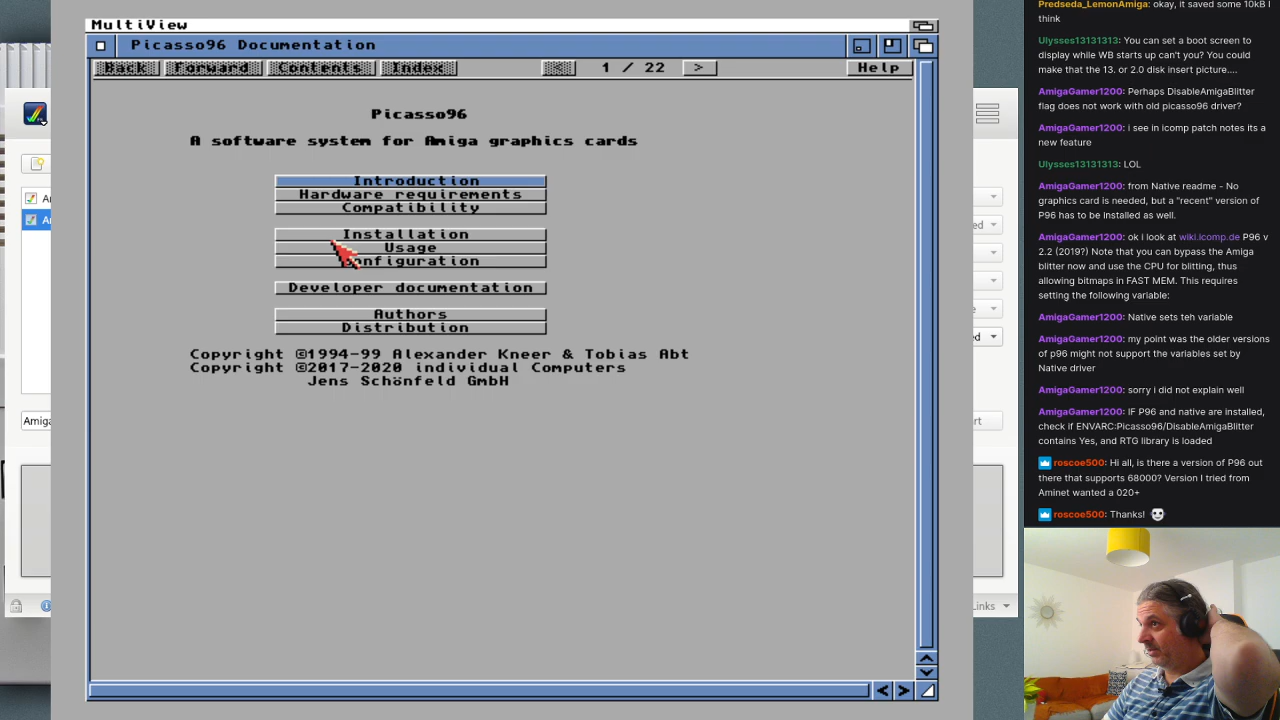 MultiView
Picasso96 Documentation
Back Forward Contents Index 1 / 22 > Help
Picasso96
A software system for Amiga graphics cards
Introduction
Hardware requirements
Compatibility
Installation
Usage
onfiguration
Developer documentation
Authors
Distribution
Copyright ©1994-99 Alexander Kneer & Tobias Abt
Copyright ©2017-2020 individual Computers
Jens Schönfeld GmbH
Amiga
Links
Predseda_LemonAmiga: okay, it saved some 10kB I
think
Ulysses13131313: You can set a boot screen to
display while WB starts up can't you? You could
make that the 13. or 2.0 disk insert picture....
AmigaGamer1200: Perhaps DisableAmigaBlitter
flag does not work with old picasso96 driver?
AmigaGamer1200: i see in icomp patch notes its a
new feature
Ulysses13131313: LOL
AmigaGamer1200: from Native readme - No
graphics card is needed, but a "recent" version of
P96 has to be installed as well.
AmigaGamer1200: ok i look at wiki.icomp.de P96 v
2.2 (2019?) Note that you can bypass the Amiga
blitter now and use the CPU for blitting, thus
allowing bitmaps in FAST MEM. This requires
setting the following variable:
AmigaGamer1200: Native sets teh variable
AmigaGamer1200: my point was the older versions
of p96 might not support the variables set by
Native driver
AmigaGamer1200: sorry i did not explain well
AmigaGamer1200: IF P96 and native are installed,
check if ENVARC:Picasso96/DisableAmigaBlitter
contains Yes, and RTG library is loaded
roscoe500: Hi all, is there a version of P96 out
there that supports 68000? Version I tried from
Aminet wanted a 020+
roscoe500: Thanks!